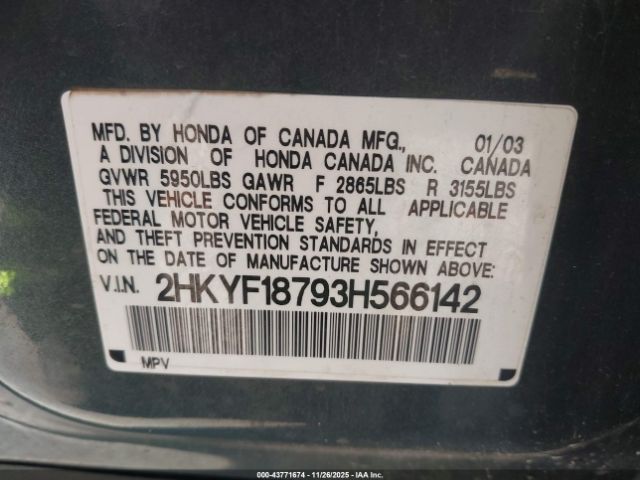 MFD. BY HONDA OF CANADA MFG., 01/03
A DIVISION OF HONDA CANADA INC. CANADA
GVWR 5950LBS GAWR F 2865LBS R 3155LBS
THIS VEHICLE CONFORMS TO ALL APPLICABLE
FEDERAL MOTOR VEHICLE SAFETY,
AND THEFT PREVENTION STANDARDS IN EFFECT
ON THE DATE OF MANUFACTURE SHOWN ABOVE:
V.I.N. 2HKYF18793H566142
MPV
000-43771674 | 11/26/2025 - IAA, Inc.